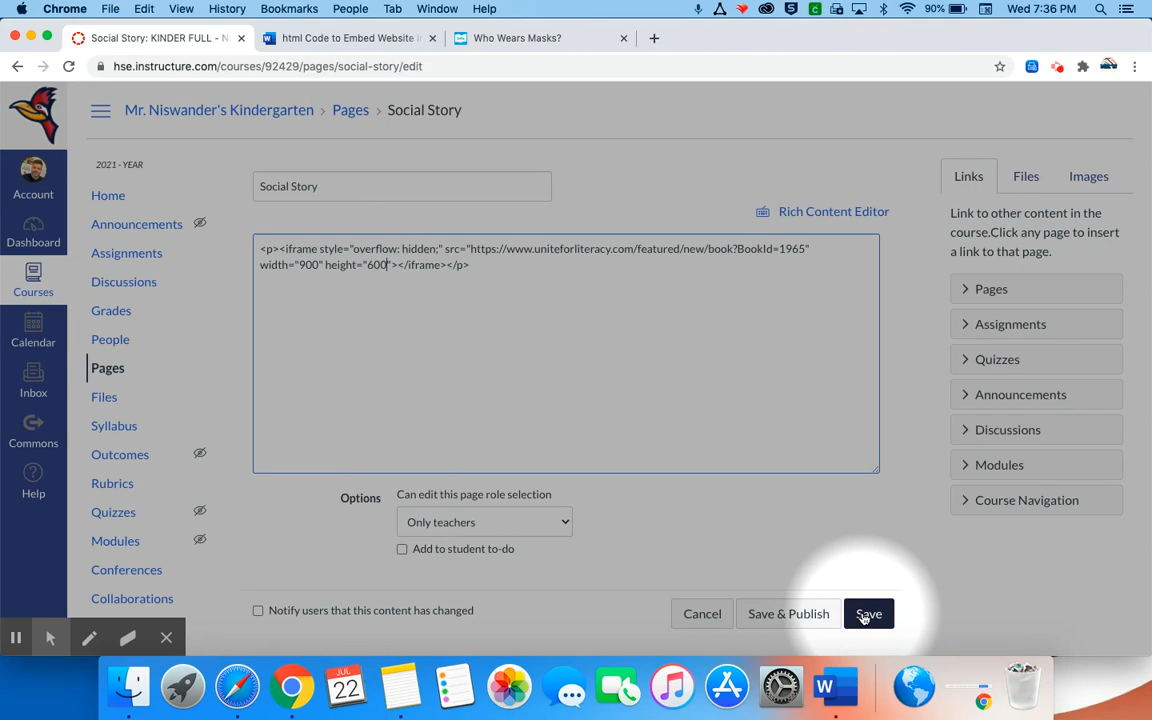 Chrome File Edit View History Bookmarks People Tab Window Help 90% Wed 7:36 PM
Social Story: KINDER FULL - N
html Code to Embed Website i
Who Wears Masks?
hse.instructure.com/courses/92429/pages/social-story/edit
Mr. Niswander's Kindergarten › Pages › Social Story
Account
Dashboard
Courses
Calendar
Inbox
Commons
Help
2021 - YEAR
Home
Announcements
Assignments
Discussions
Grades
People
Pages
Files
Syllabus
Outcomes
Rubrics
Quizzes
Modules
Conferences
Collaborations
Social Story
Rich Content Editor
<p><iframe style="overflow: hidden;" src="https://www.uniteforliteracy.com/featured/new/book?BookId=1965"
width="900" height="600"></iframe></p>
Options
Can edit this page role selection
Only teachers
Add to student to-do
Notify users that this content has changed
Cancel
Save & Publish
Save
Links Files Images
Link to other content in the
course.Click any page to insert
a link to that page.
Pages
Assignments
Quizzes
Announcements
Discussions
Modules
Course Navigation
JUL
22
W